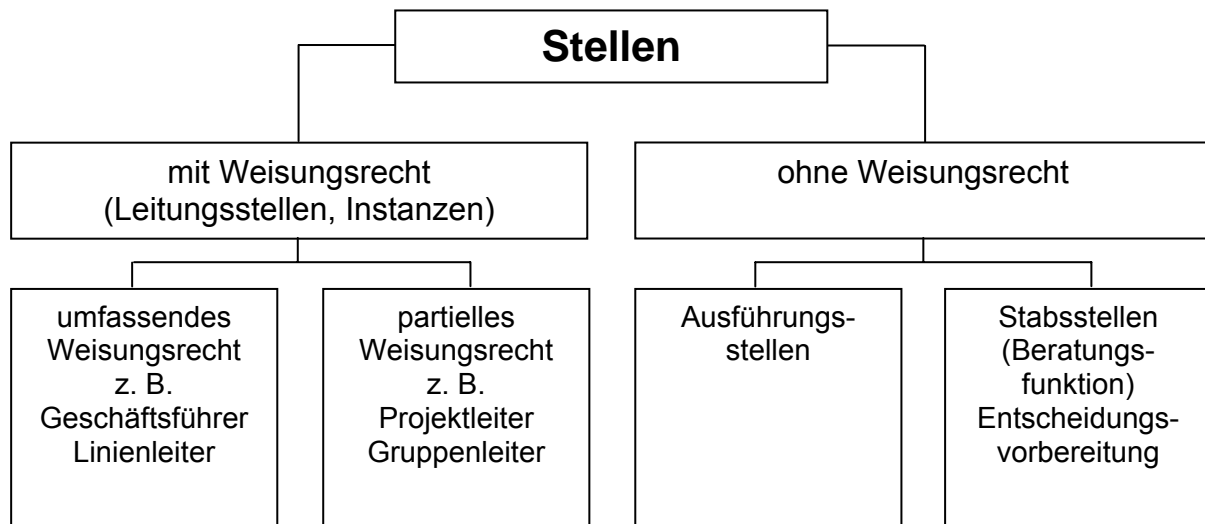 Stellen
mit Weisungsrecht
(Leitungsstellen, Instanzen)
ohne Weisungsrecht
umfassendes
Weisungsrecht
z. B.
Geschäftsführer
Linienleiter
partielles
Weisungsrecht
z. B.
Projektleiter
Gruppenleiter
Ausführungs-
stellen
Stabsstellen
(Beratungs-
funktion)
Entscheidungs-
vorbereitung